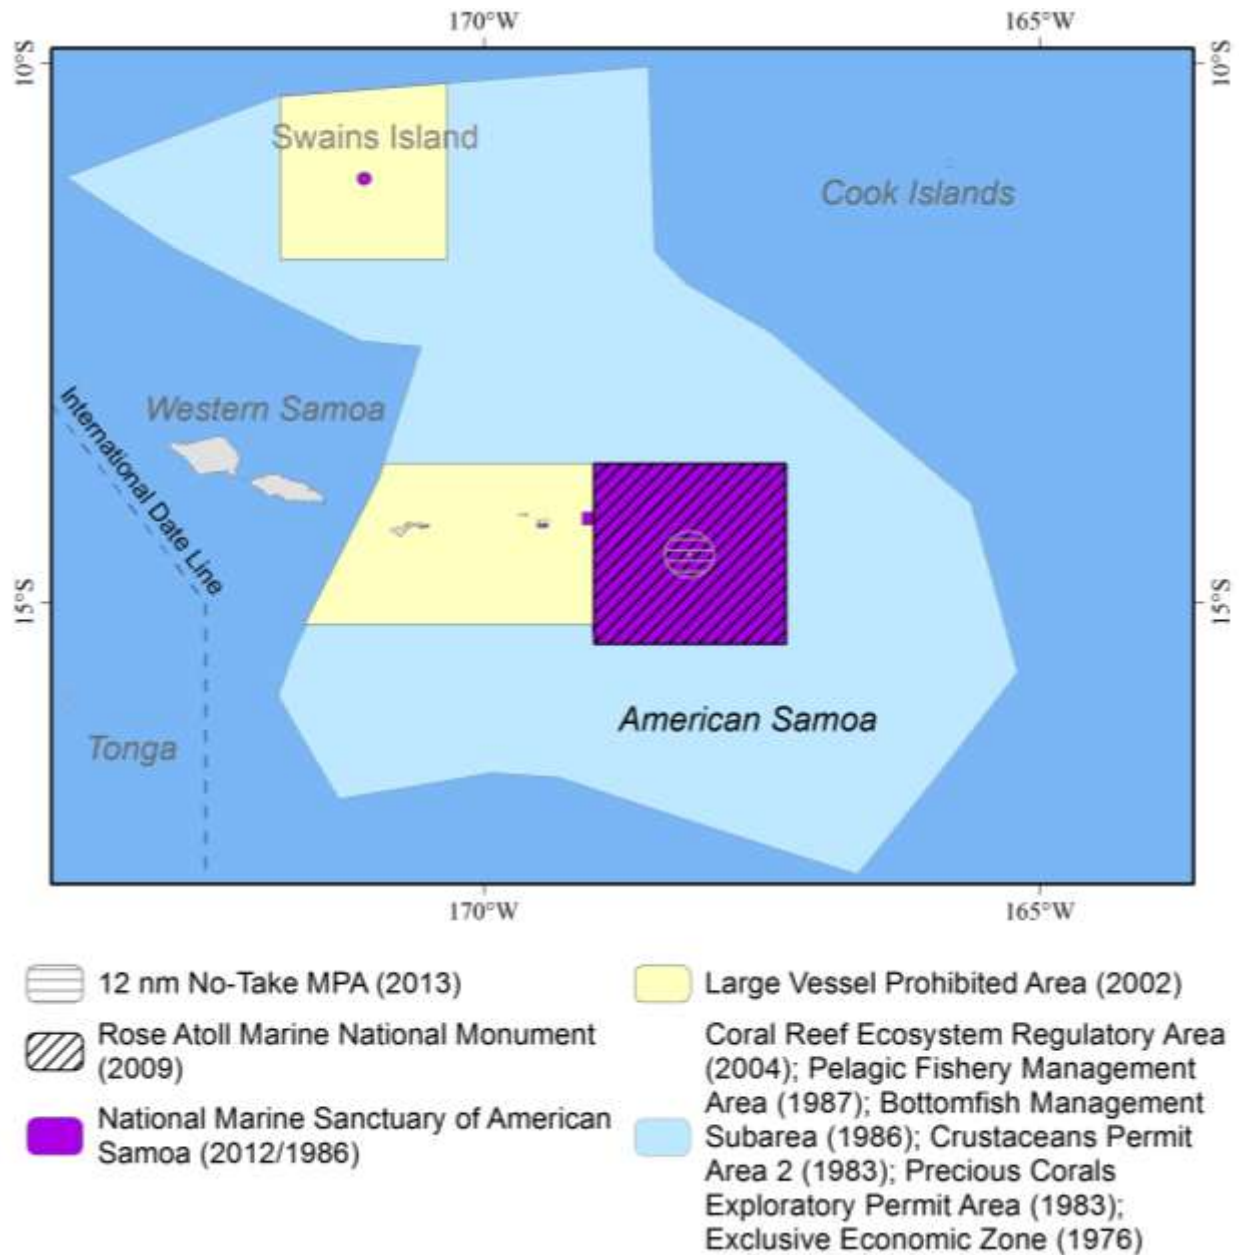 170°W 165°W
10°S 10°S
Swains Island
Cook Islands
Western Samoa
International Date Line
15°S 15°S
American Samoa
Tonga
170°W 165°W
12 nm No-Take MPA (2013)
Rose Atoll Marine National Monument
(2009)
National Marine Sanctuary of American
Samoa (2012/1986)
Large Vessel Prohibited Area (2002)
Coral Reef Ecosystem Regulatory Area
(2004); Pelagic Fishery Management
Area (1987); Bottomfish Management
Subarea (1986); Crustaceans Permit
Area 2 (1983); Precious Corals
Exploratory Permit Area (1983);
Exclusive Economic Zone (1976)